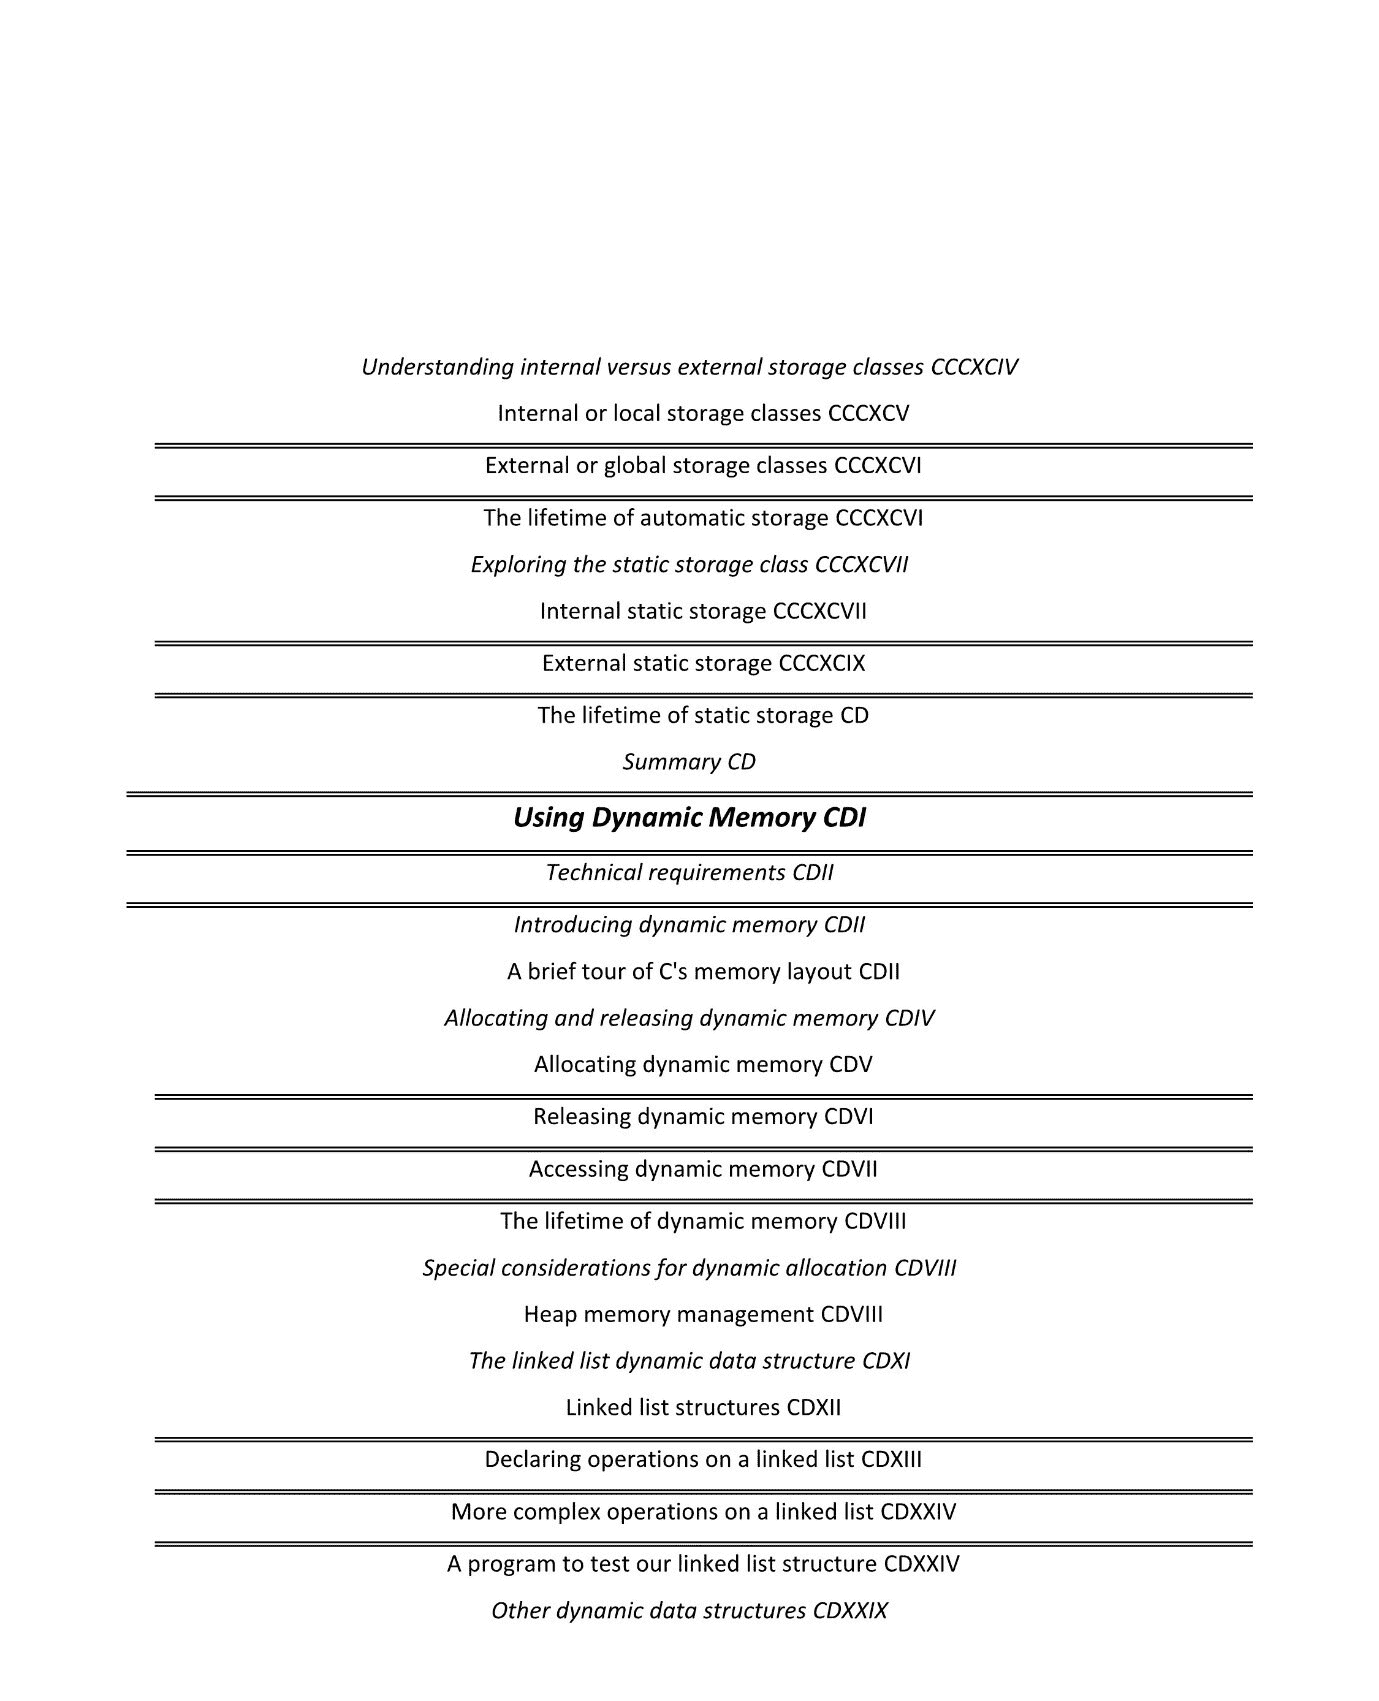 Understanding internal versus external storage classes CCCXCIV
Internal or local storage classes CCCXCV
External or global storage classes CCCXCVI
The lifetime of automatic storage CCCXCVI
Exploring the static storage class CCCXCVII
Internal static storage CCCXCVII
External static storage CCCXCIX
The lifetime of static storage CD
Summary CD
Using Dynamic Memory CDI
Technical requirements CDII
Introducing dynamic memory CDII
A brief tour of C's memory layout CDII
Allocating and releasing dynamic memory CDIV
Allocating dynamic memory CDV
Releasing dynamic memory CDVI
Accessing dynamic memory CDVII
The lifetime of dynamic memory CDVIII
Special considerations for dynamic allocation CDVIII
Heap memory management CDVIII
The linked list dynamic data structure CDXI
Linked list structures CDXII
Declaring operations on a linked list CDXIII
More complex operations on a linked list CDXXIV
A program to test our linked list structure CDXXIV
Other dynamic data structures CDXXIX